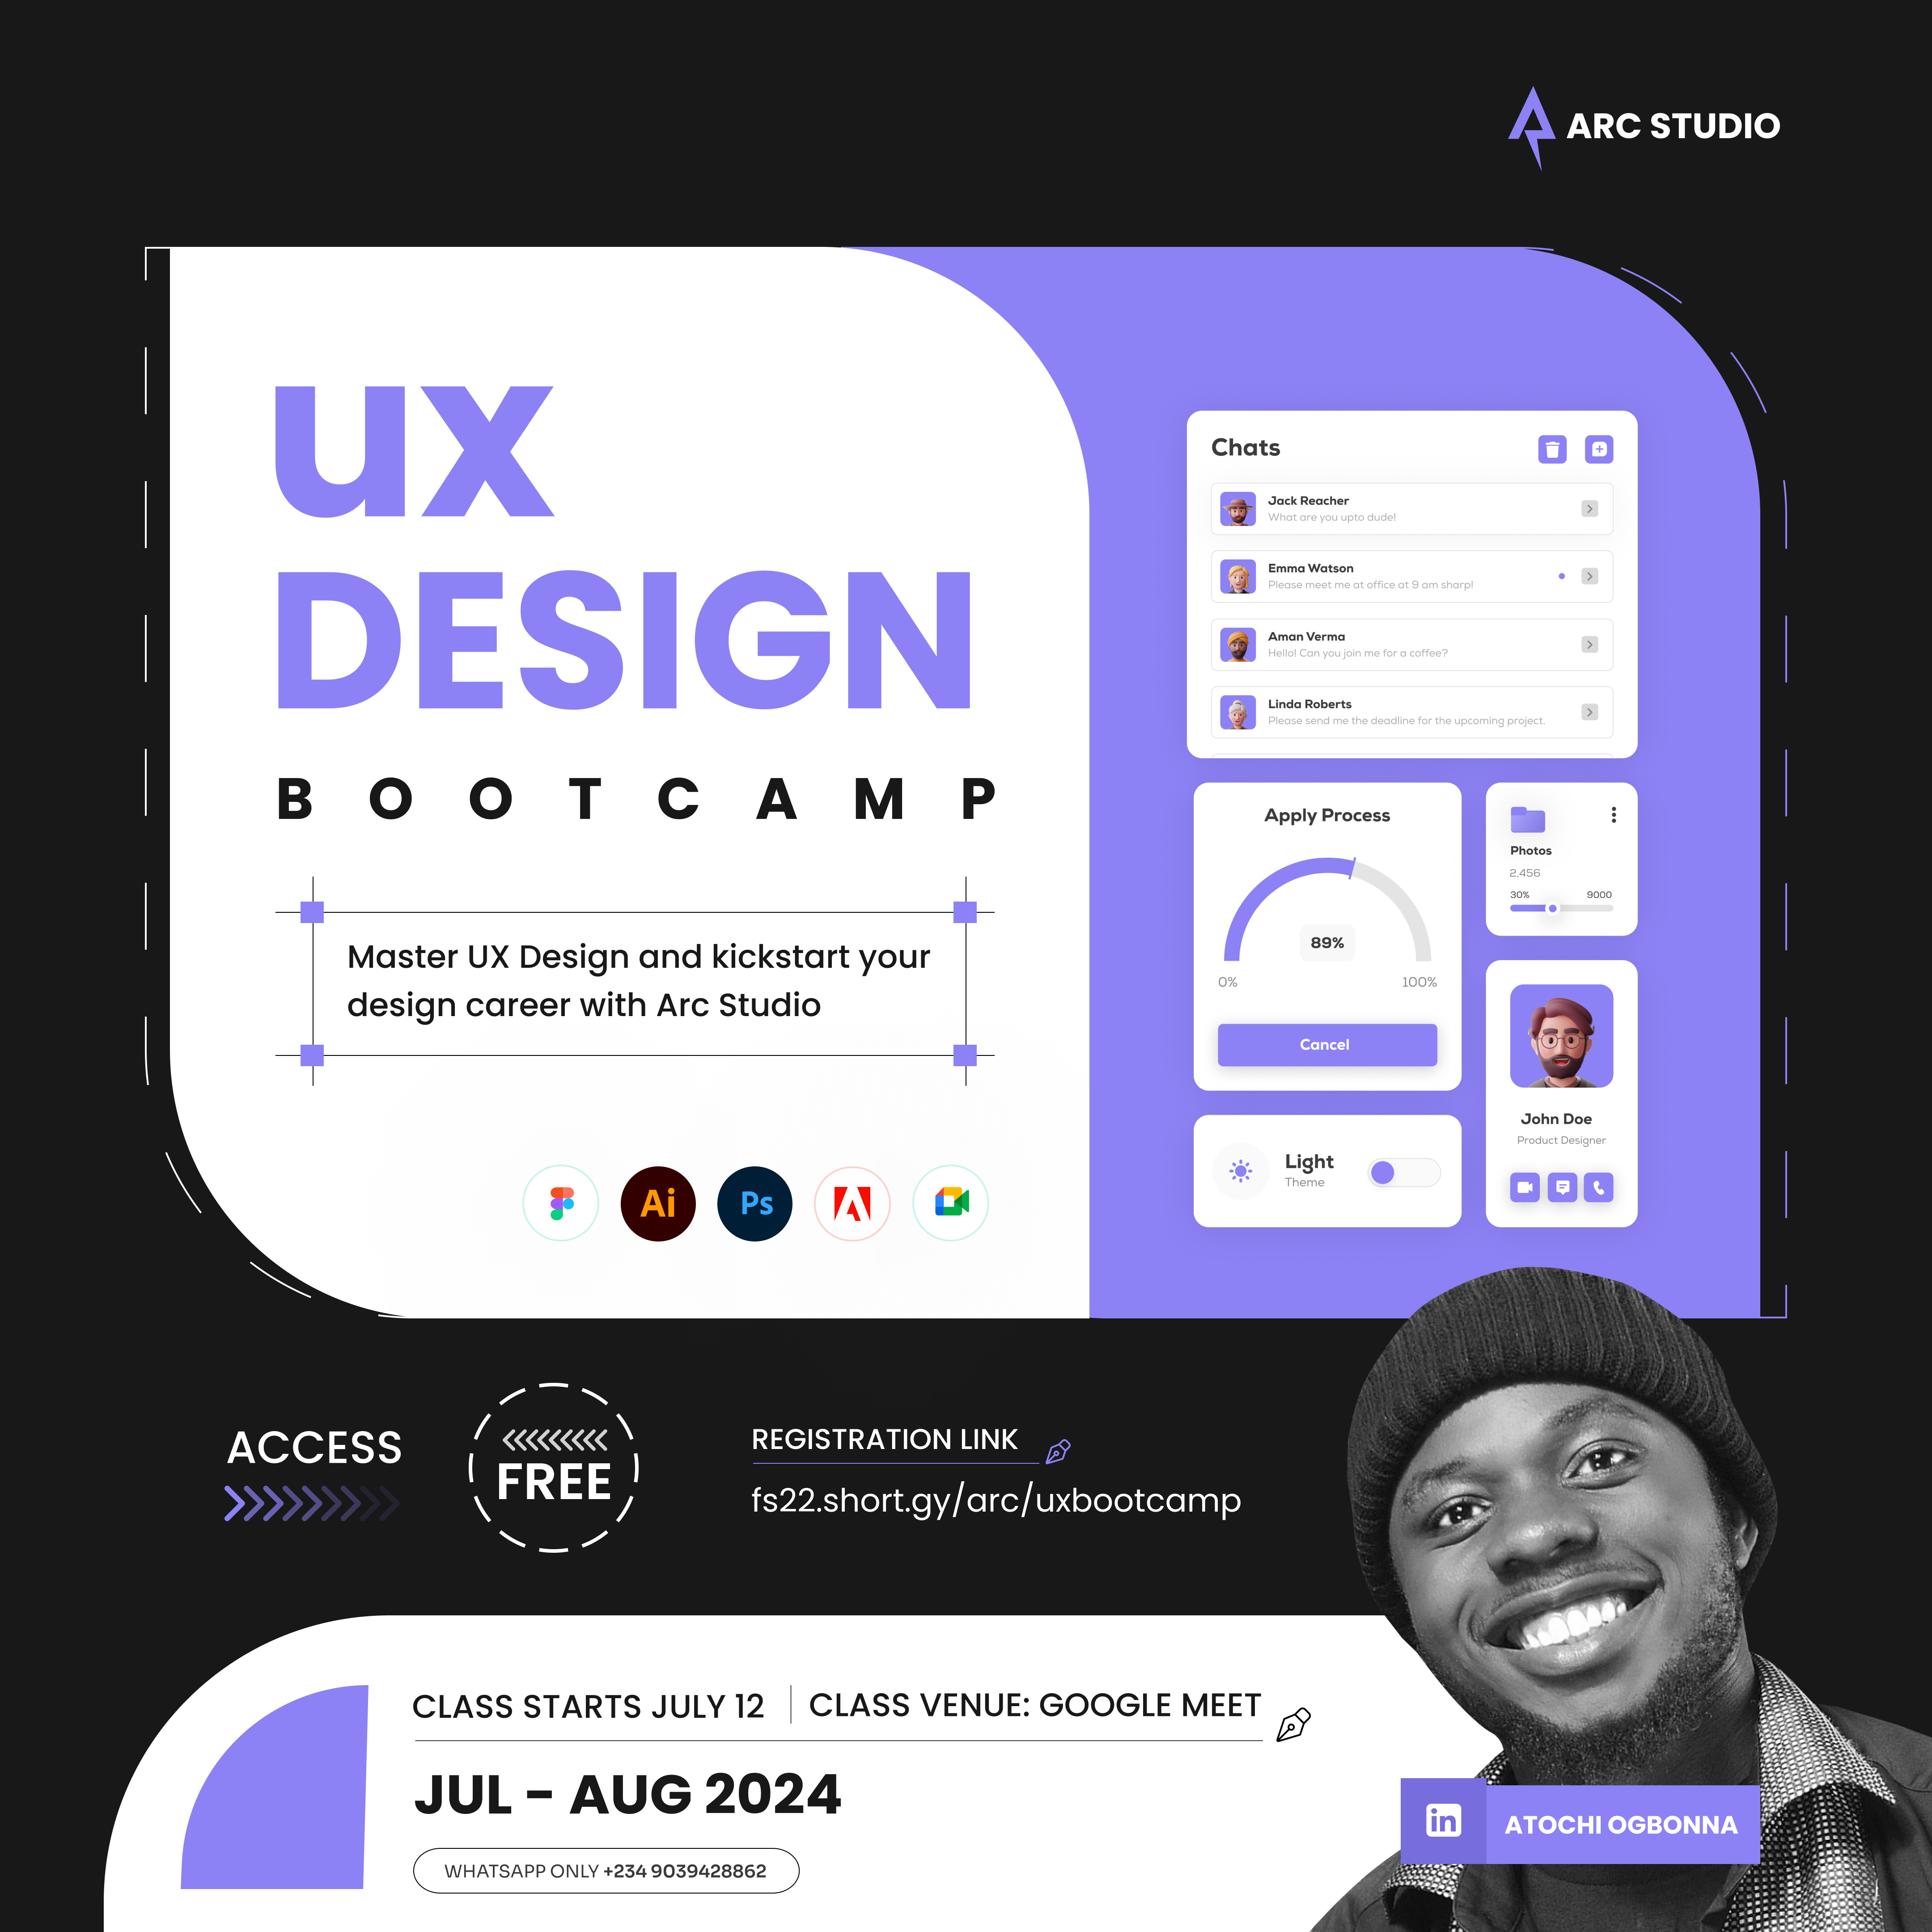 ARC STUDIO
ux
DESIGN
BOOTCAMP
Master UX Design and kickstart your
design career with Arc Studio
Ai
Ps
Chats
Jack Reacher
What are you upto dude!
Emma Watson
Please meet me at office at 9 am sharp!
Aman Verma
Hello! Can you join me for a coffee?
Linda Roberts
Please send me the deadline for the upcoming project.
Apply Process
89%
0% 100%
Cancel
Photos
2,456
30% 9000
Light
Theme
John Doe
Product Designer
ACCESS
FREE
REGISTRATION LINK
fs22.short.gy/arc/uxbootcamp
CLASS STARTS JULY 12 | CLASS VENUE: GOOGLE MEET
JUL - AUG 2024
WHATSAPP ONLY +234 9039428862
in
ATOCHI OGBONNA